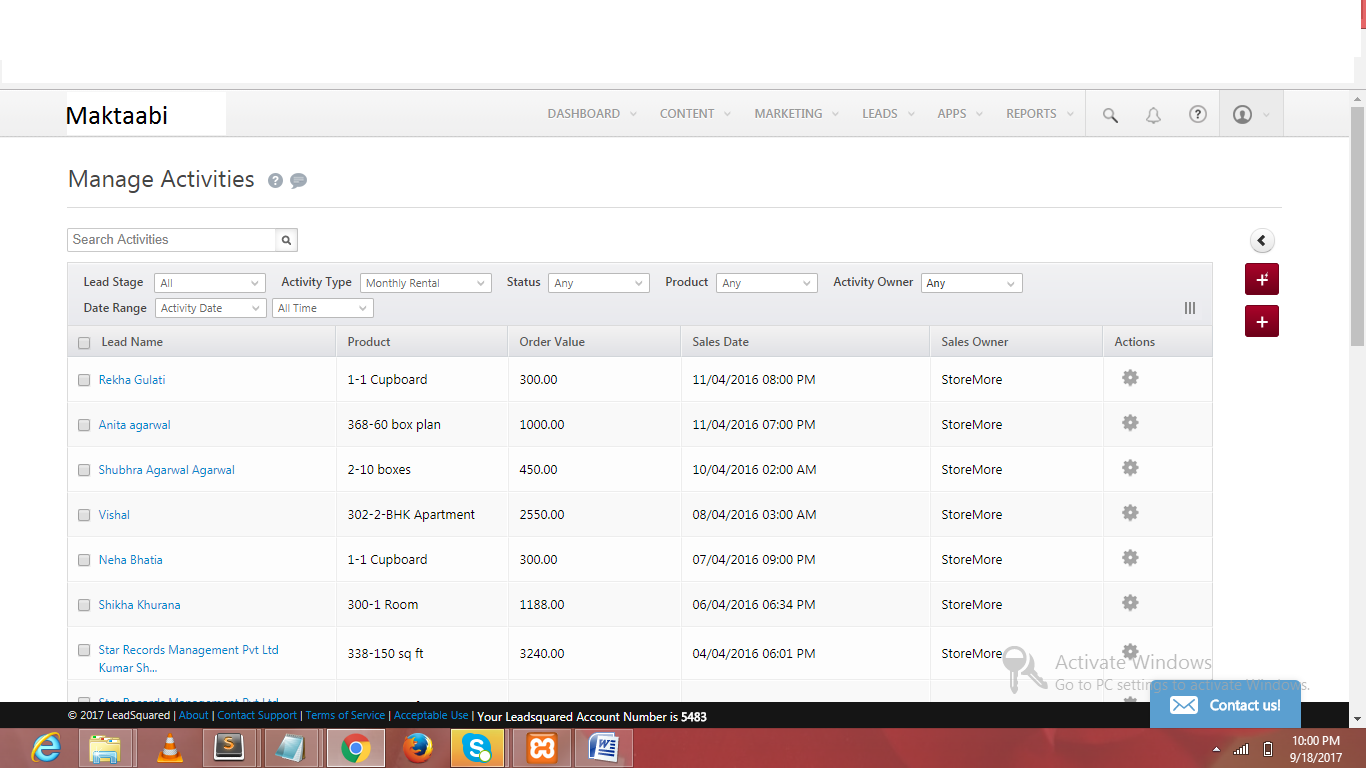 Maktaabi
DASHBOARD CONTENT MARKETING LEADS APPS REPORTS
Manage Activities
Search Activities
Lead Stage All Activity Type Monthly Rental Status Any Product Any Activity Owner Any
Date Range Activity Date All Time
Lead Name Product Order Value Sales Date Sales Owner Actions
Rekha Gulati 1-1 Cupboard 300.00 11/04/2016 08:00 PM StoreMore
Anita agarwal 368-60 box plan 1000.00 11/04/2016 07:00 PM StoreMore
Shubhra Agarwal Agarwal 2-10 boxes 450.00 10/04/2016 02:00 AM StoreMore
Vishal 302-2-BHK Apartment 2550.00 08/04/2016 03:00 AM StoreMore
Neha Bhatia 1-1 Cupboard 300.00 07/04/2016 09:00 PM StoreMore
Shikha Khurana 300-1 Room 1188.00 06/04/2016 06:34 PM StoreMore
Star Records Management Pvt Ltd
Kumar Sh... 338-150 sq ft 3240.00 04/04/2016 06:01 PM StoreMore
Activate Windows
Go to PC settings to activate Windows.
© 2017 LeadSquared | About | Contact Support | Terms of Service | Acceptable Use | Your Leadsquared Account Number is 5483
Contact us!
10:00 PM
9/18/2017